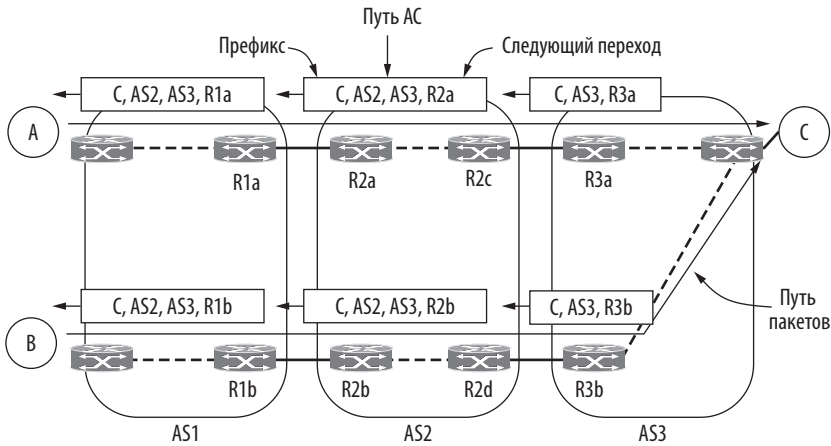 Путь АС
Префикс
Следующий переход
C, AS2, AS3, R1a
C, AS2, AS3, R2a
C, AS3, R3a
A
C
R1a
R2a
R2c
R3a
C, AS2, AS3, R1b
C, AS2, AS3, R2b
C, AS3, R3b
Путь
пакетов
B
R1b
R2b
R2d
R3b
AS1
AS2
AS3